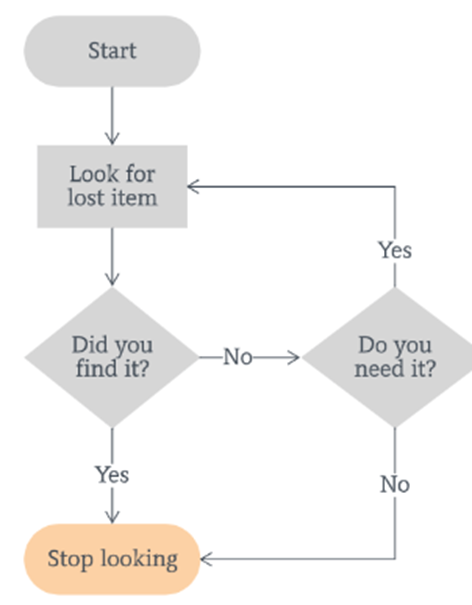 Start
Look for
lost item
Yes
Did you
find it?
No
Do you
need it?
Yes
No
Stop looking